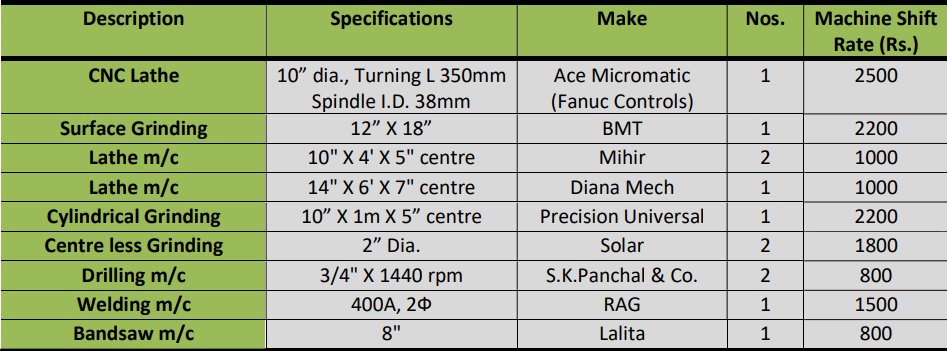 Description Specifications Make Nos. Machine Shift
Rate (Rs.)
CNC Lathe 10” dia., Turning L 350mm Ace Micromatic 1 2500
Spindle I.D. 38mm (Fanuc Controls)
Surface Grinding 12” X 18” BMT 1 2200
Lathe m/c 10" X 4' X 5" centre Mihir 2 1000
Lathe m/c 14" X 6' X 7" centre Diana Mech 1 1000
Cylindrical Grinding 10” X 1m X 5” centre Precision Universal 1 2200
Centre less Grinding 2” Dia. Solar 2 1800
Drilling m/c 3/4" X 1440 rpm S.K.Panchal & Co. 2 800
Welding m/c 400A, 2Φ RAG 1 1500
Bandsaw m/c 8" Lalita 1 800